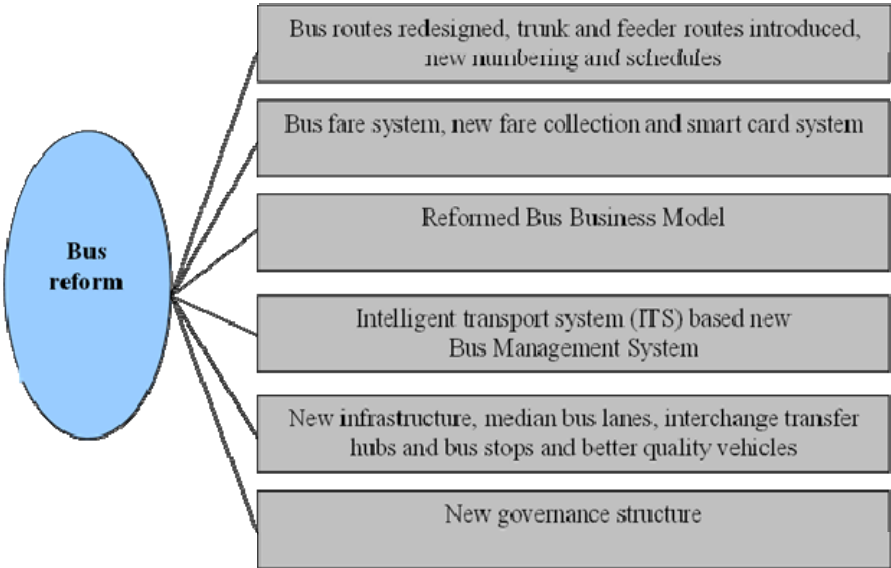 Bus routes redesigned, trunk and feeder routes introduced,
new numbering and schedules
Bus fare system, new fare collection and smart card system
Reformed Bus Business Model
Bus
reform
Intelligent transport system (ITS) based new
Bus Management System
New infrastructure, median bus lanes, interchange transfer
hubs and bus stops and better quality vehicles
New governance structure